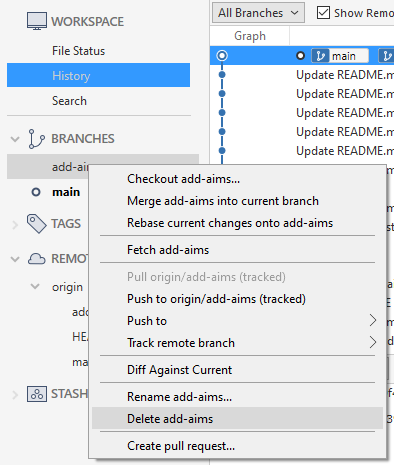 WORKSPACE
File Status
History
Search
BRANCHES
add-aims
main
TAGS
REMO
origin
add
HE
ma
STASH
All Branches
Show Remo
Graph
main
Update README.m
Update README.m
Update README.m
Update README.m
Update README.m
Checkout add-aims...
Merge add-aims into current branch
Rebase current changes onto add-aims
Fetch add-aims
Pull origin/add-aims (tracked)
Push to origin/add-aims (tracked)
Push to
Track remote branch
Diff Against Current
Rename add-aims...
Delete add-aims
Create pull request...